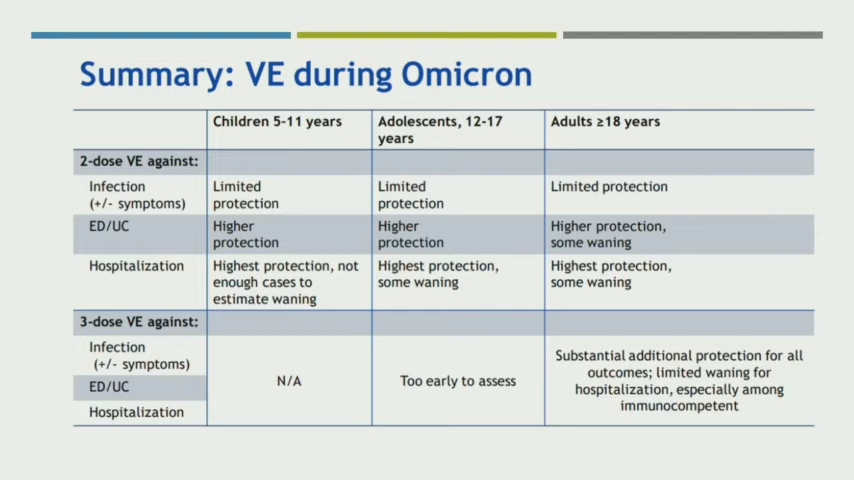 Summary: VE during Omicron
Children 5-11 years
Adolescents, 12-17
years
Adults ≥18 years
2-dose VE against:
Infection
(+/- symptoms)
Limited
protection
Limited
protection
Limited protection
ED/UC
Higher
protection
Higher
protection
Higher protection,
some waning
Hospitalization
Highest protection, not
enough cases to
estimate waning
Highest protection,
some waning
Highest protection,
some waning
3-dose VE against:
Infection
(+/- symptoms)
ED/UC
Hospitalization
N/A
Too early to assess
Substantial additional protection for all
outcomes; limited waning for
hospitalization, especially among
immunocompetent